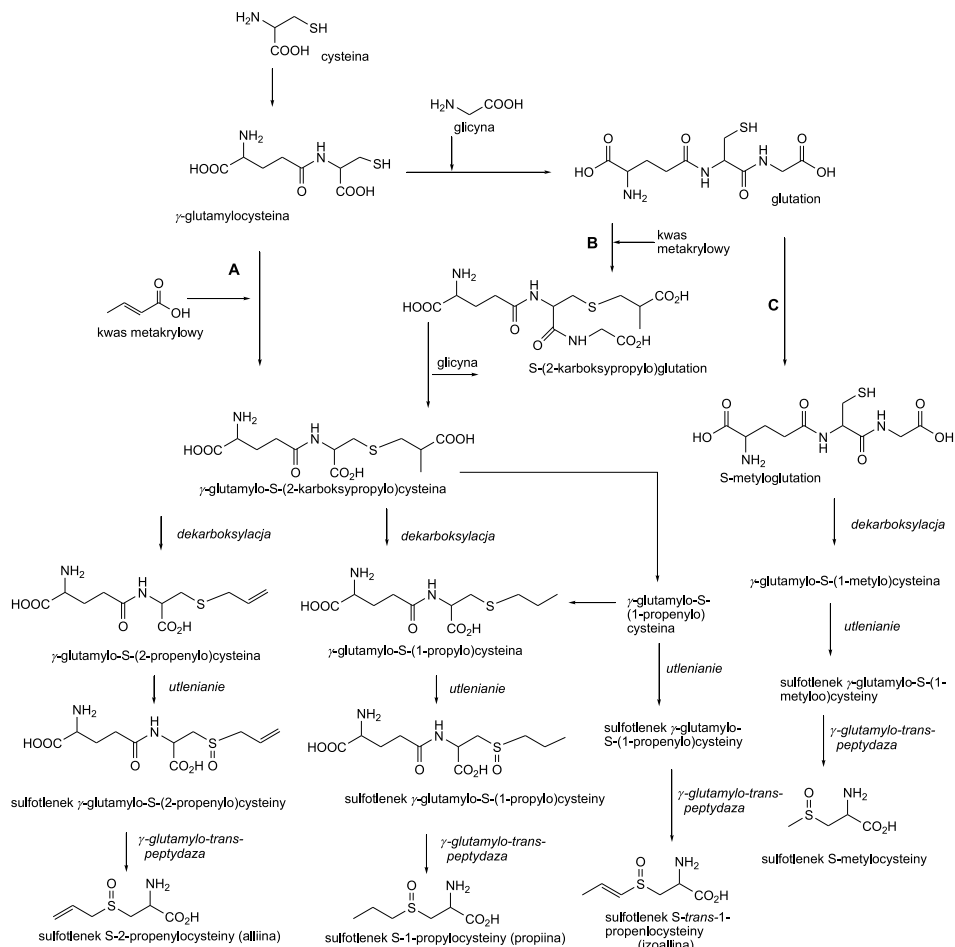 H₂N
SH
COOH
cysteina
H₂N
COOH
glicyna
NH₂
HOOC
O
H
N
SH
COOH
γ-glutamylocysteina
O
HO
NH₂
O
N
H
SH
O
H
N
O
OH
glutation
A
B
kwas
metakrylowy
C
O
OH
kwas metakrylowy
NH₂
HOOC
O
H
N
S
CO₂H
O
NH
CO₂H
S-(2-karboksypropylo)glutation
glicyna
NH₂
HOOC
O
H
N
S
COOH
CO₂H
γ-glutamylo-S-(2-karboksypropylo)cysteina
O
HO
NH₂
O
N
H
SH
O
H
N
O
OH
S-metyloglutation
dekarboksylacja
dekarboksylacja
dekarboksylacja
NH₂
HOOC
O
H
N
S
CO₂H
γ-glutamylo-S-(2-propenylo)cysteina
NH₂
HOOC
O
H
N
S
CO₂H
γ-glutamylo-S-(1-propylo)cysteina
γ-glutamylo-S-
(1-propenylo)
cysteina
γ-glutamylo-S-(1-metylo)cysteina
utlenianie
utlenianie
utlenianie
utlenianie
NH₂
HOOC
O
H
N
S
O
CO₂H
sulfotlenek γ-glutamylo-S-(2-propenylo)cysteiny
NH₂
HOOC
O
H
N
S
O
CO₂H
sulfotlenek γ-glutamylo-S-(1-propylo)cysteiny
sulfotlenek γ-glutamylo-
S-(1-propenylo)cysteiny
sulfotlenek γ-glutamylo-S-(1-
metyloo)cysteiny
γ-glutamylo-trans-
peptydaza
γ-glutamylo-trans-
peptydaza
γ-glutamylo-trans-
peptydaza
γ-glutamylo-trans-
peptydaza
O
S
NH₂
CO₂H
sulfotlenek S-2-propenylocysteiny (alliina)
O
S
NH₂
CO₂H
sulfotlenek S-1-propylocysteiny (propiina)
O
S
NH₂
CO₂H
sulfotlenek S-trans-1-
propenlocysteiny
(izoallina)
O
S
NH₂
CO₂H
sulfotlenek S-metylocysteiny